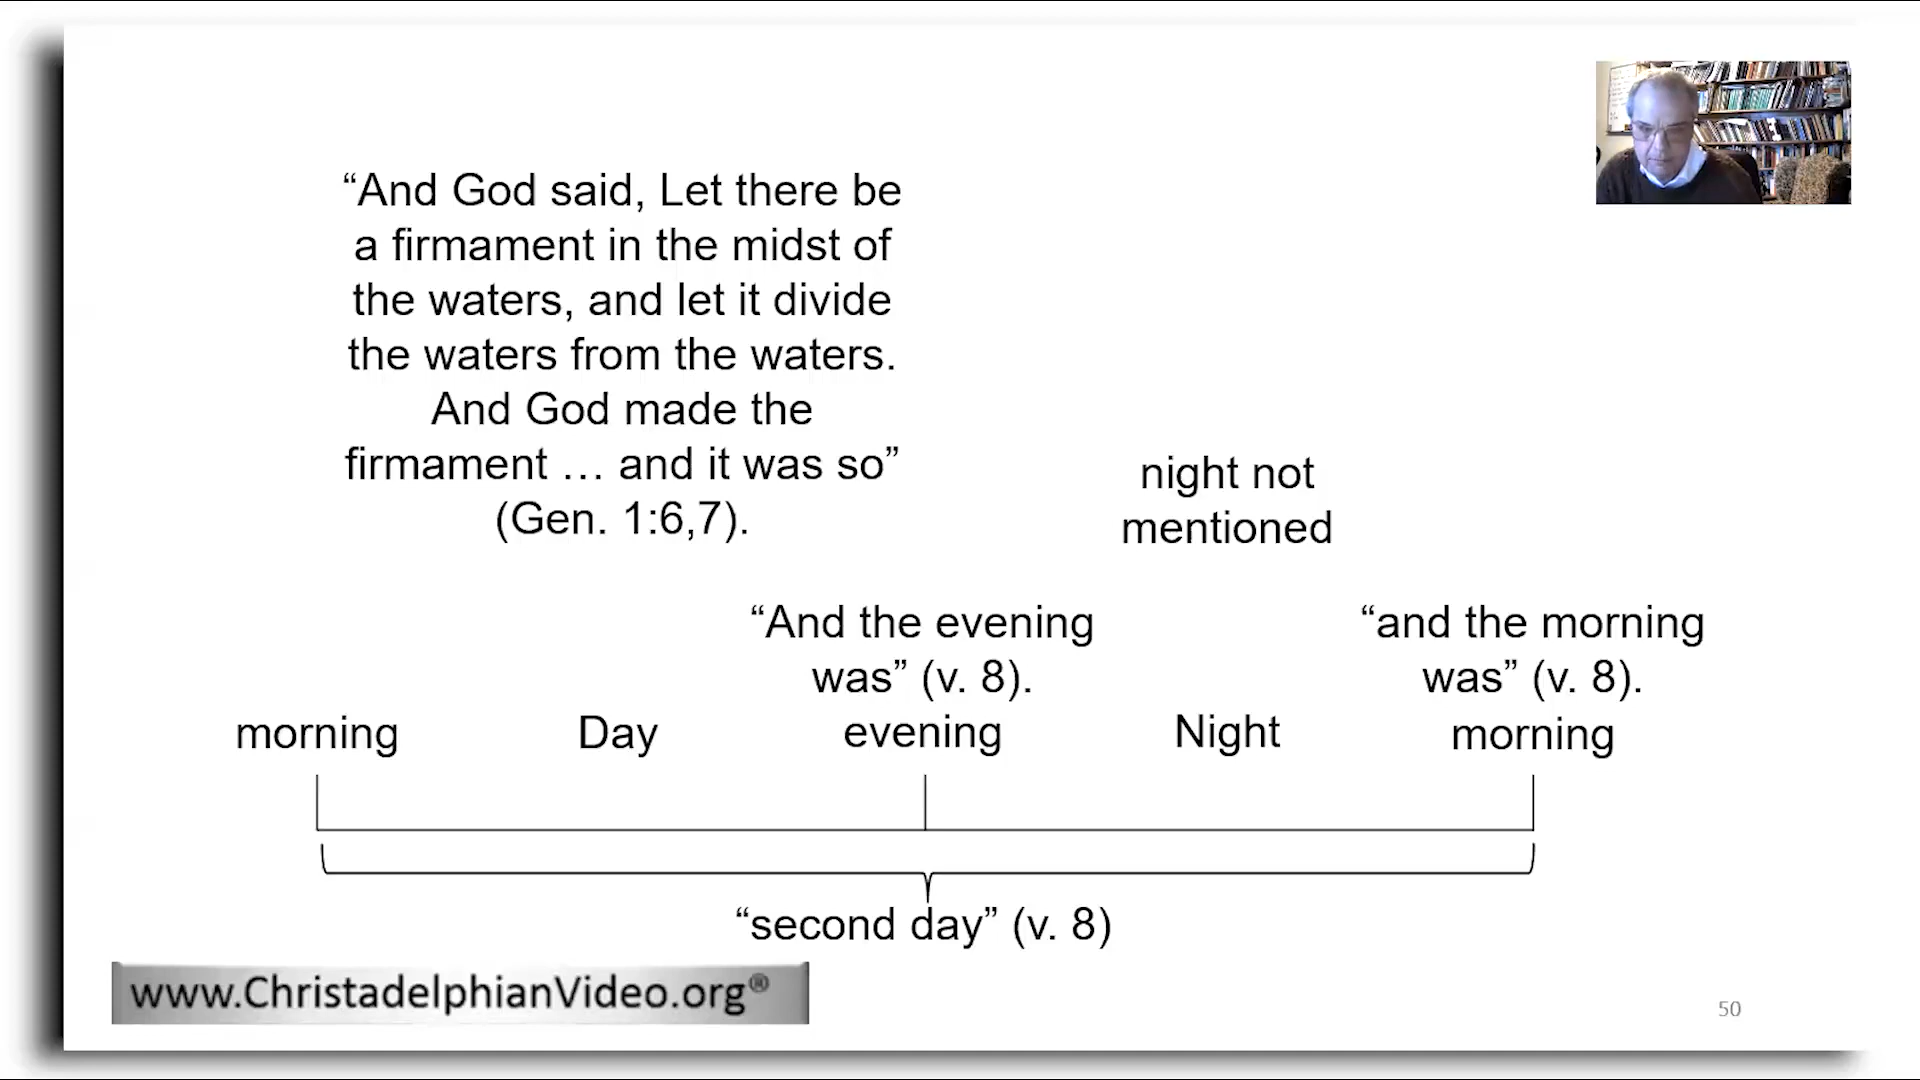 “And God said, Let there be
a firmament in the midst of
the waters, and let it divide
the waters from the waters.
And God made the
firmament … and it was so”
(Gen. 1:6,7).
night not
mentioned
“And the evening
was” (v. 8).
“and the morning
was” (v. 8).
morning
Day
evening
Night
morning
“second day” (v. 8)
www.ChristadelphianVideo.org®
50